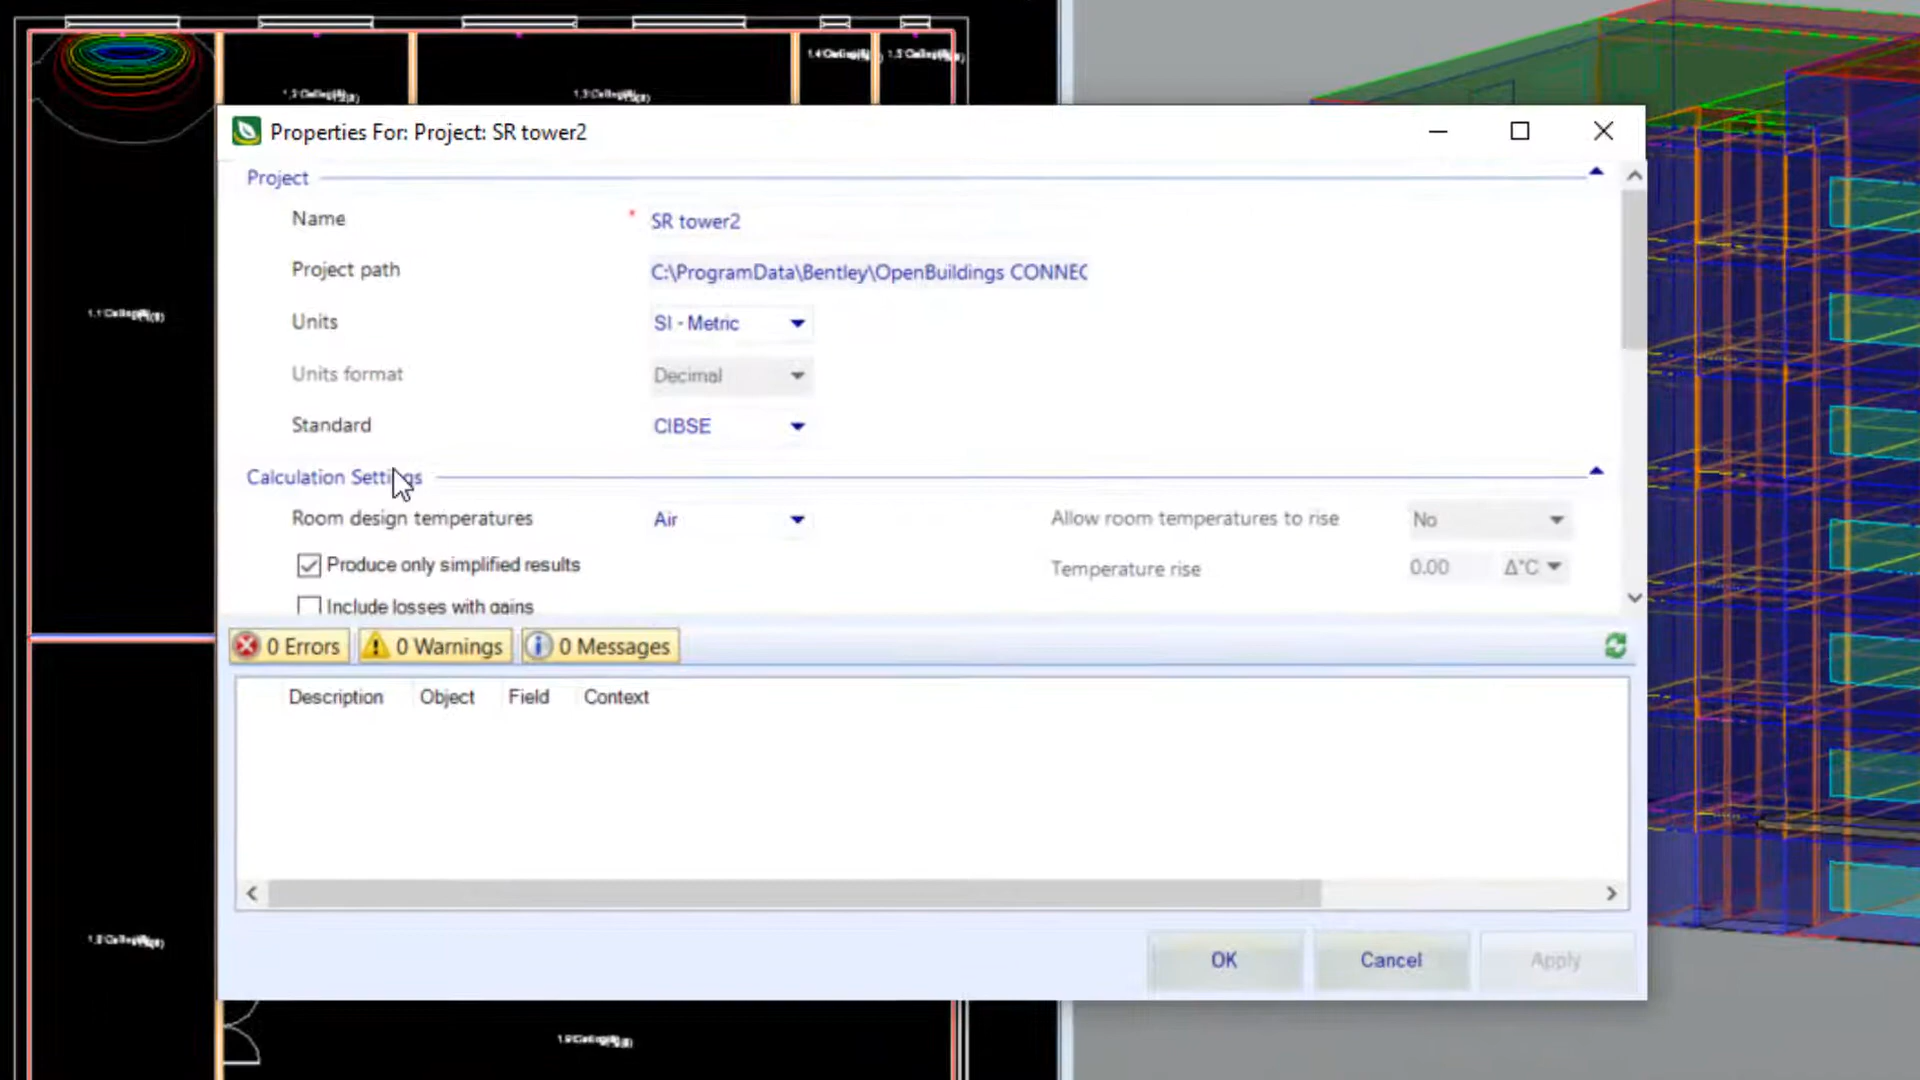 Properties For: Project: SR tower2
Project
Name * SR tower2
Project path C:\ProgramData\Bentley\OpenBuildings CONNEC
Units SI - Metric
Units format Decimal
Standard CIBSE
Calculation Settings
Room design temperatures Air Allow room temperatures to rise No
Produce only simplified results Temperature rise 0.00 Δ°C
Include losses with gains
0 Errors 0 Warnings 0 Messages
Description Object Field Context
OK Cancel Apply